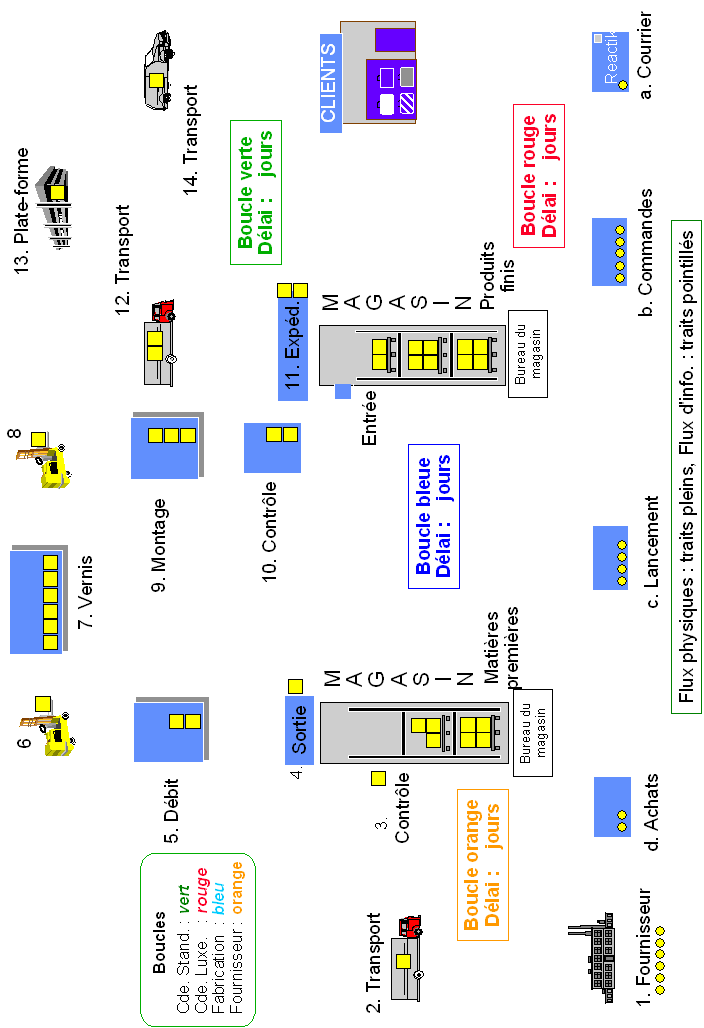 Boucles
Cde. Stand. : vert
Cde. Luxe. : rouge
Fabrication : bleu
Fournisseur : orange
6
7. Vernis
8
13. Plate-forme
5. Débit
9. Montage
12. Transport
14. Transport
10. Contrôle
11. Expéd.
Boucle verte
Délai : jours
CLIENTS
4. Sortie
MAGASIN
Matières
premières
Bureau du
magasin
3.
Contrôle
2. Transport
Entrée
MAGASIN
Produits
finis
Bureau du
magasin
Boucle orange
Délai : jours
Boucle bleue
Délai : jours
Boucle rouge
Délai : jours
1. Fournisseur
d. Achats
c. Lancement
b. Commandes
Reactik
a. Courrier
Flux physiques : traits pleins, Flux d'info. : traits pointillés